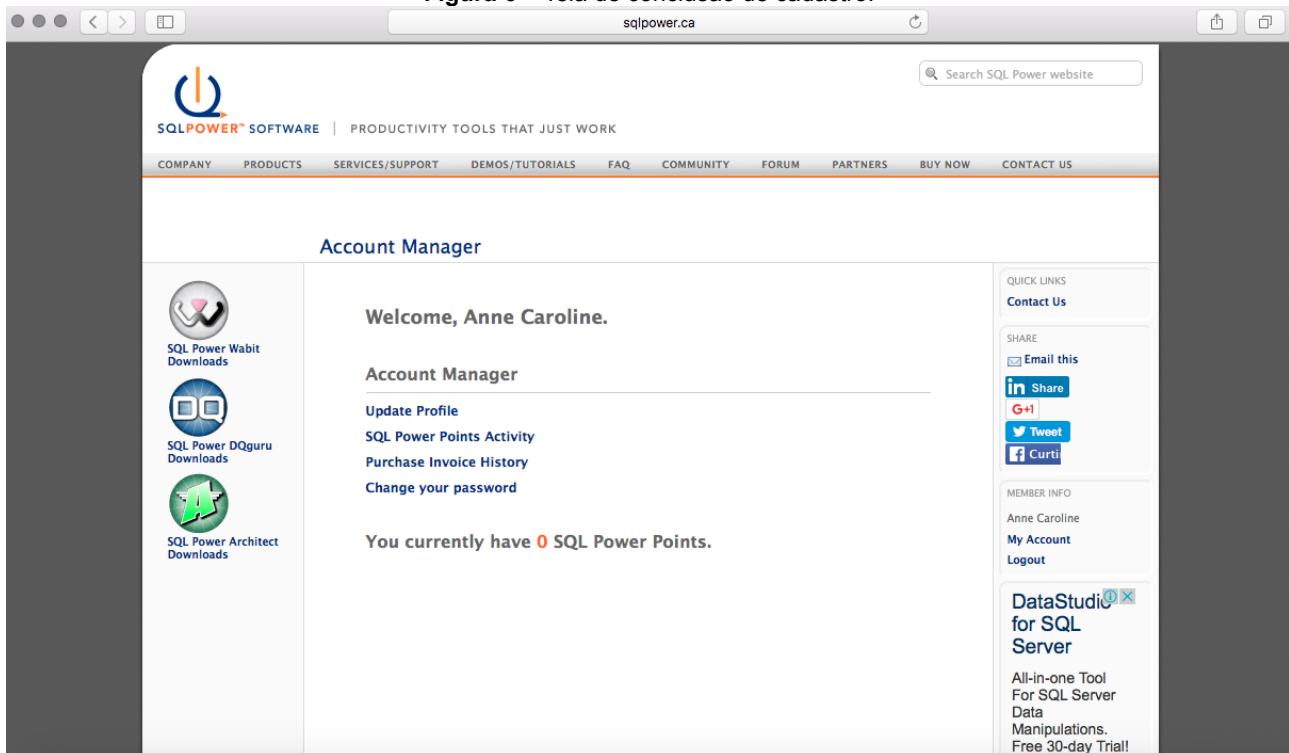 sqlpower.ca
Search SQL Power website
SQLPOWER™ SOFTWARE | PRODUCTIVITY TOOLS THAT JUST WORK
COMPANY PRODUCTS SERVICES/SUPPORT DEMOS/TUTORIALS FAQ COMMUNITY FORUM PARTNERS BUY NOW CONTACT US
Account Manager
SQL Power Wabit
Downloads
SQL Power DQguru
Downloads
SQL Power Architect
Downloads
Welcome, Anne Caroline.
Account Manager
Update Profile
SQL Power Points Activity
Purchase Invoice History
Change your password
You currently have 0 SQL Power Points.
QUICK LINKS
Contact Us
SHARE
Email this
in Share
G+1
Tweet
f Curti
MEMBER INFO
Anne Caroline
My Account
Logout
DataStudio
for SQL
Server
All-in-one Tool
For SQL Server
Data
Manipulations.
Free 30-day Trial!